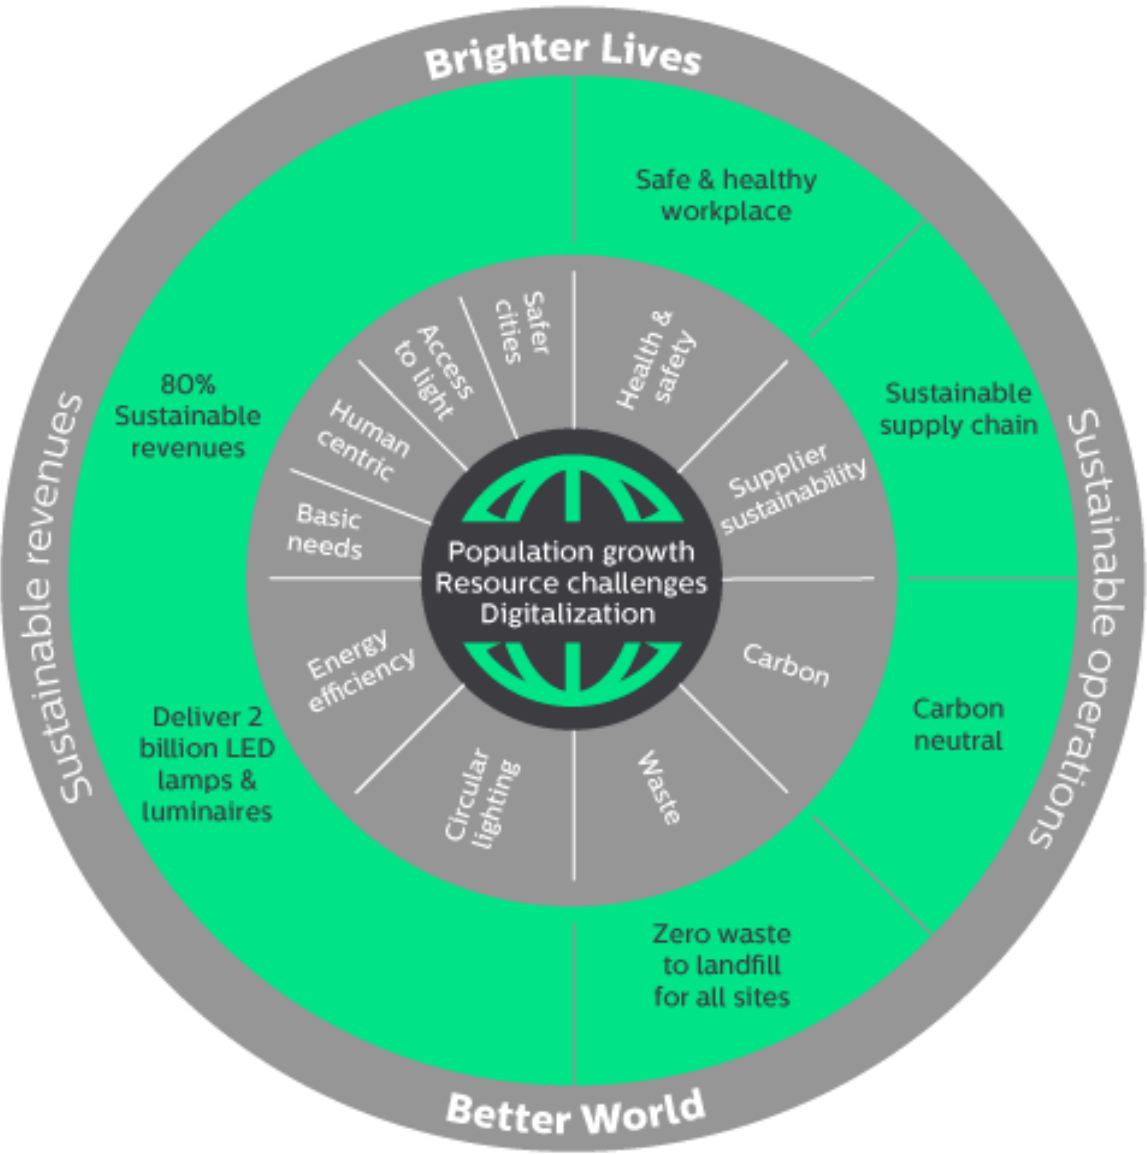 Brighter Lives
Safe & healthy
workplace
Sustainable
supply chain
Carbon
neutral
Zero waste
to landfill
for all sites
Deliver 2
billion LED
lamps &
luminaires
80%
Sustainable
revenues
Sustainable revenues
Sustainable operations
Safer
cities
Access
to light
Human
centric
Basic
needs
Energy
efficiency
Circular
lighting
Waste
Carbon
Supplier
sustainability
Health &
safety
Population growth
Resource challenges
Digitalization
Better World